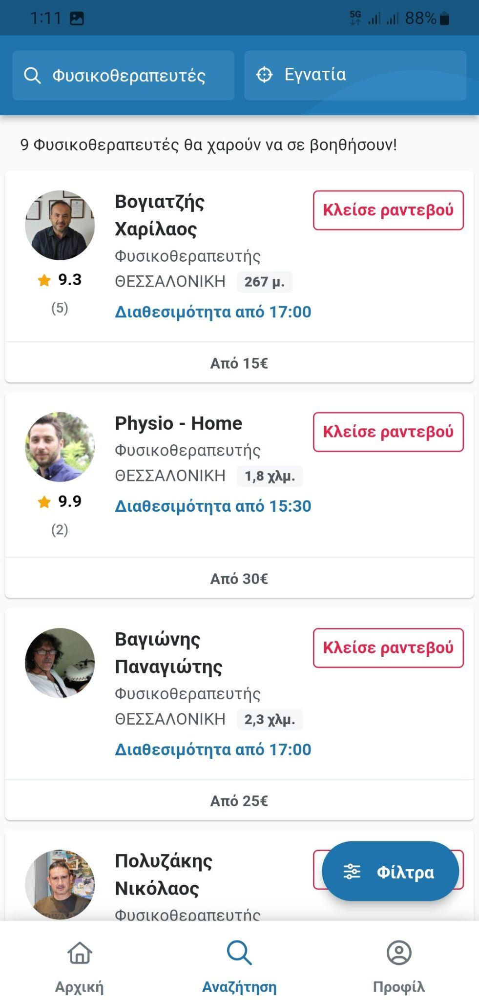 1:11
5G 88%
Φυσικοθεραπευτές
Εγνατία
9 Φυσικοθεραπευτές θα χαρούν να σε βοηθήσουν!
Βογιατζής
Χαρίλαος
Κλείσε ραντεβού
Φυσικοθεραπευτής
9.3
ΘΕΣΣΑΛΟΝΙΚΗ 267 μ.
(5)
Διαθεσιμότητα από 17:00
Από 15€
Physio - Home
Κλείσε ραντεβού
Φυσικοθεραπευτής
ΘΕΣΣΑΛΟΝΙΚΗ 1,8 χλμ.
9.9
Διαθεσιμότητα από 15:30
(2)
Από 30€
Βαγιώνης
Παναγιώτης
Κλείσε ραντεβού
Φυσικοθεραπευτής
ΘΕΣΣΑΛΟΝΙΚΗ 2,3 χλμ.
Διαθεσιμότητα από 17:00
Από 25€
Πολυζάκης
Νικόλαος
Φίλτρα
Φυσικοθεραπευτής
Αρχική
Αναζήτηση
Προφίλ